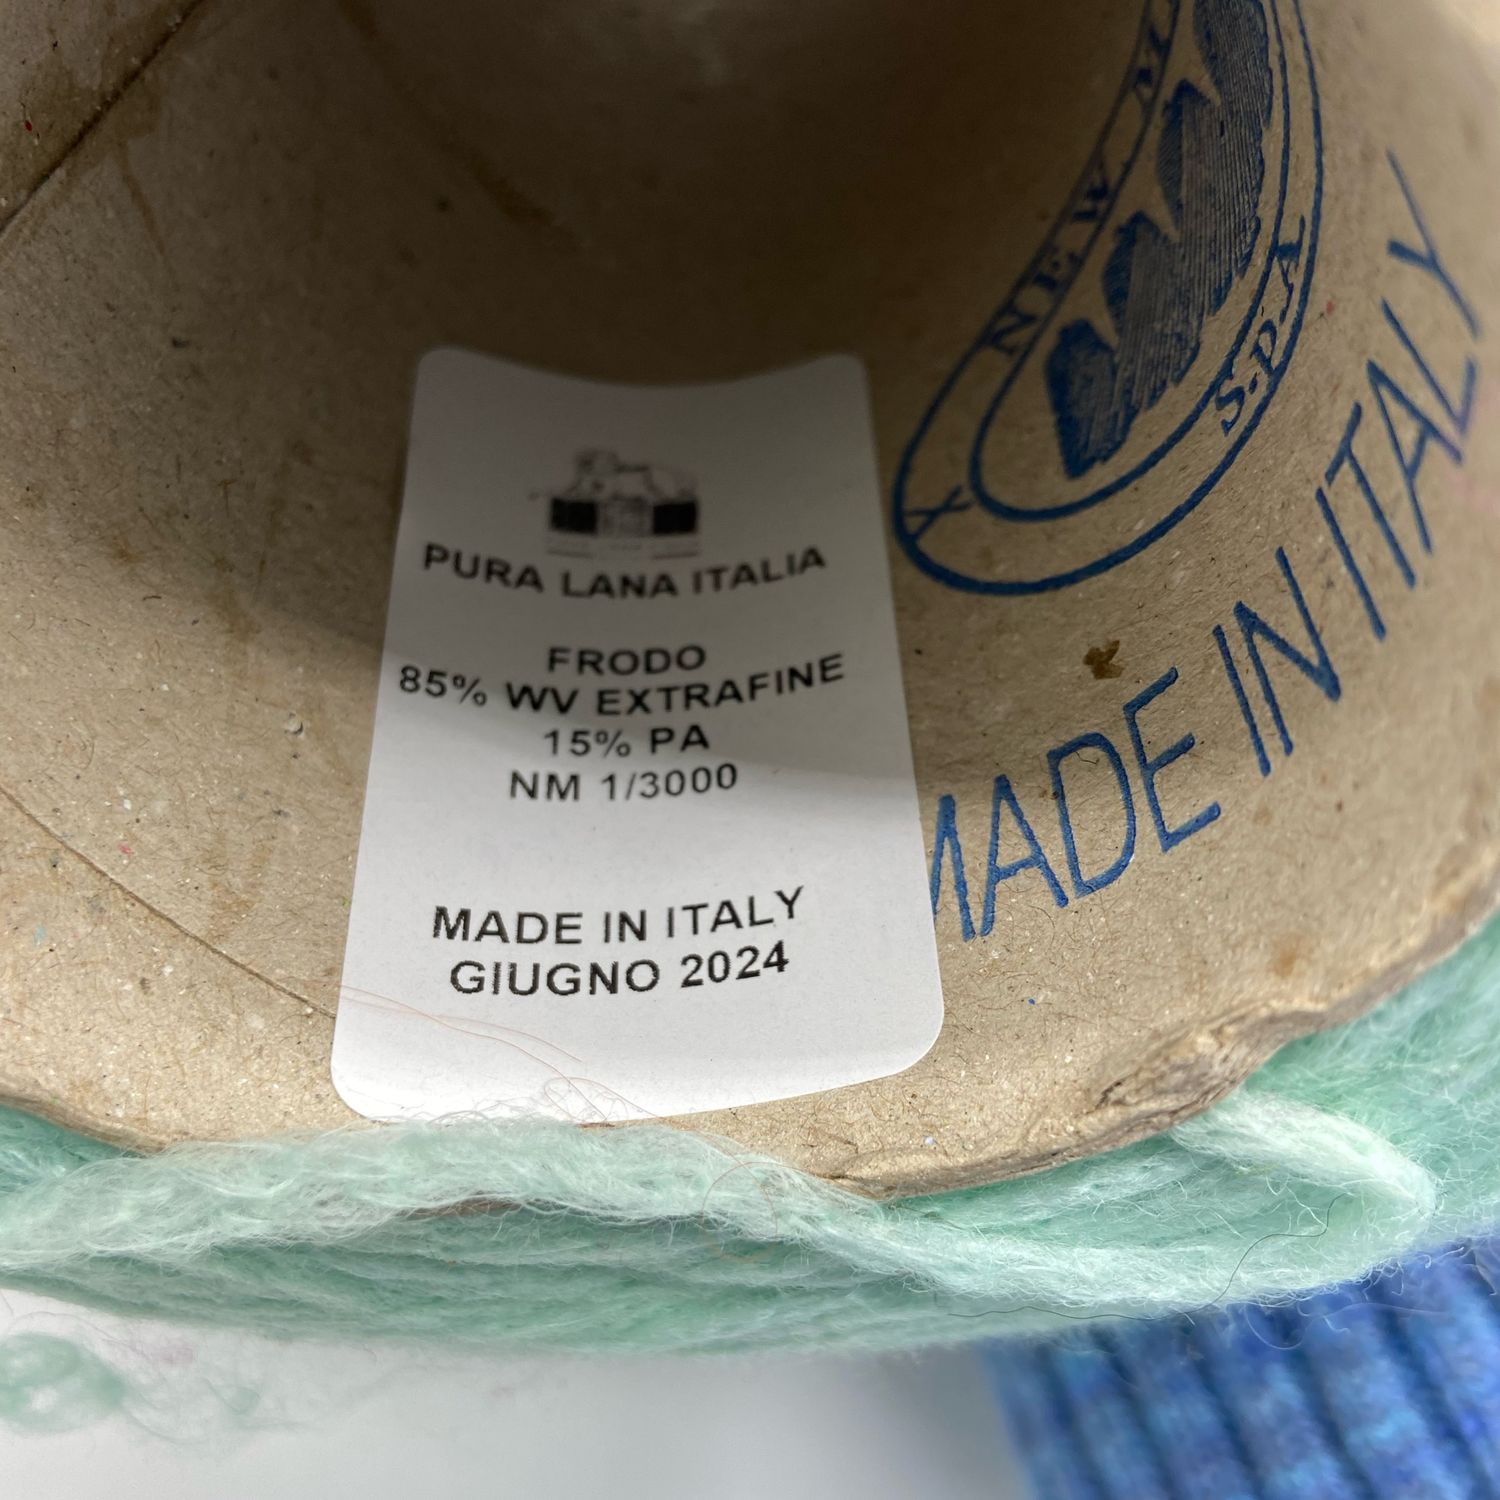 PURA LANA ITALIA
FRODO
85% WV EXTRAFINE
15% PA
NM 1/3000
MADE IN ITALY
GIUGNO 2024
NEW
S.P.A
MADE IN ITALY